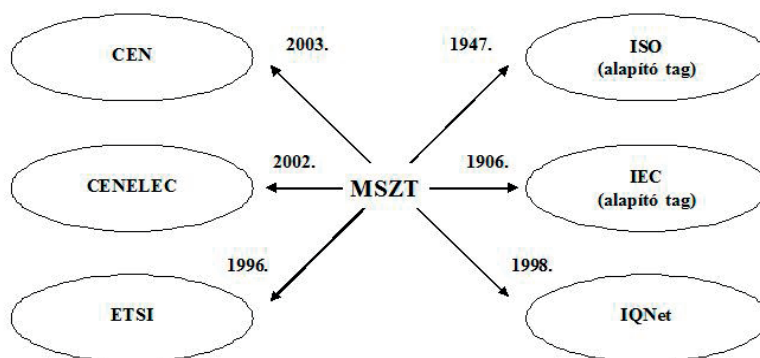 CEN
2003.
1947.
ISO
(alapító tag)
CENELEC
2002.
MSZT
1906.
IEC
(alapító tag)
ETSI
1996.
1998.
IQNet